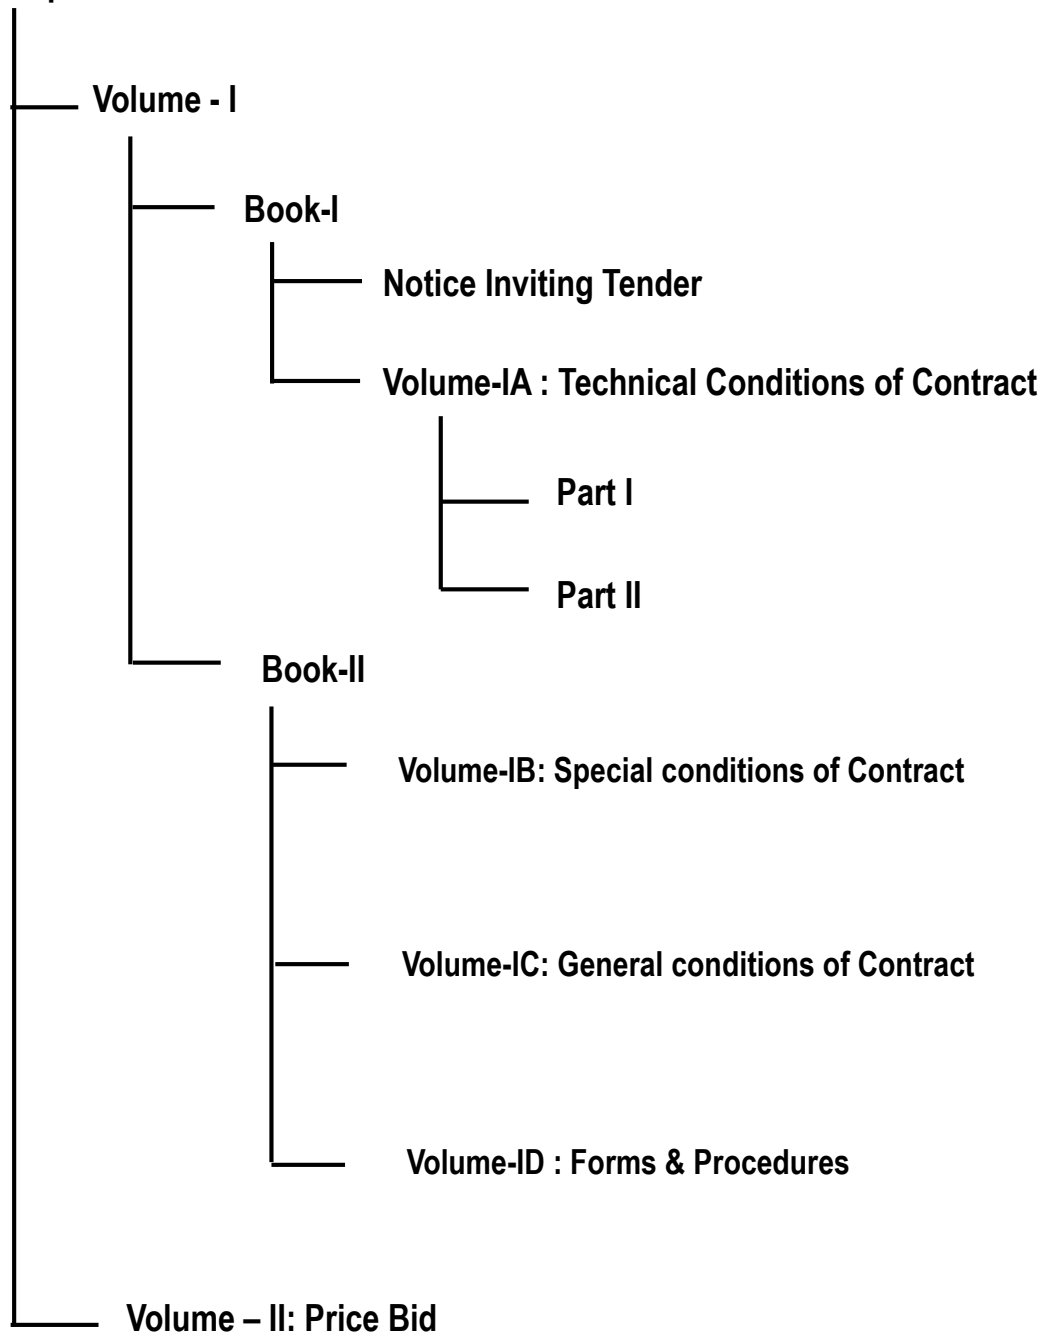 Volume - I
Book-I
Notice Inviting Tender
Volume-IA : Technical Conditions of Contract
Part I
Part II
Book-II
Volume-IB: Special conditions of Contract
Volume-IC: General conditions of Contract
Volume-ID : Forms & Procedures
Volume – II: Price Bid